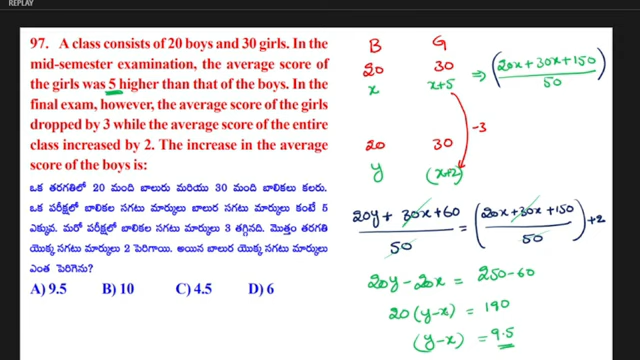 REPLAY
97. A class consists of 20 boys and 30 girls. In the
mid-semester examination, the average score of
the girls was 5 higher than that of the boys. In the
final exam, however, the average score of the girls
dropped by 3 while the average score of the entire
class increased by 2. The increase in the average
score of the boys is:
ఒక తరగతిలో 20 మంది బాలురు మరియు 30 మంది బాలికలు కలరు.
ఒక పరీక్షలో బాలికల సగటు మార్కులు బాలుర సగటు మార్కుల కంటే 5
ఎక్కువ. మరో పరీక్షలో బాలికల సగటు మార్కులు 3 తగ్గినది. మొత్తం తరగతి
యొక్క సగటు మార్కులు 2 పెరిగాయి. అయిన బాలుర యొక్క సగటు మార్కులు
ఎంత పెరిగెను?
A) 9.5 B) 10 C) 4.5 D) 6
B G
20 30
x x+5 ⇒ (20x+30x+150 / 50)
-3
20 30
y (x+2)
20y + 30x+60 / 50 = (20x+30x+150 / 50) +2
20y - 20x = 250-60
20 (y-x) = 190
(y-x) = 9.5